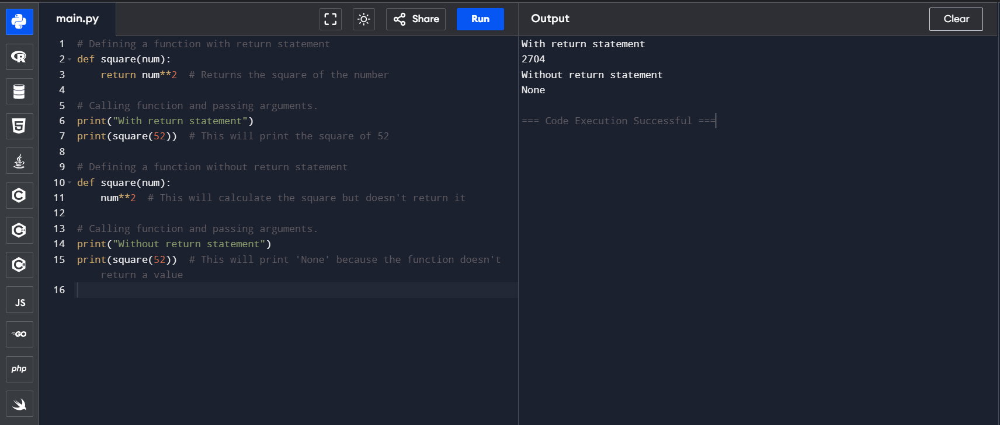 main.py
Share
Run
Output
Clear
1 # Defining a function with return statement
2 def square(num):
3     return num**2  # Returns the square of the number
4
5 # Calling function and passing arguments.
6 print("With return statement")
7 print(square(52))  # This will print the square of 52
8
9 # Defining a function without return statement
10 def square(num):
11     num**2  # This will calculate the square but doesn't return it
12
13 # Calling function and passing arguments.
14 print("Without return statement")
15 print(square(52))  # This will print 'None' because the function doesn't
return a value
16
With return statement
2704
Without return statement
None
=== Code Execution Successful ===
R
5
C
C
C
JS
GO
php